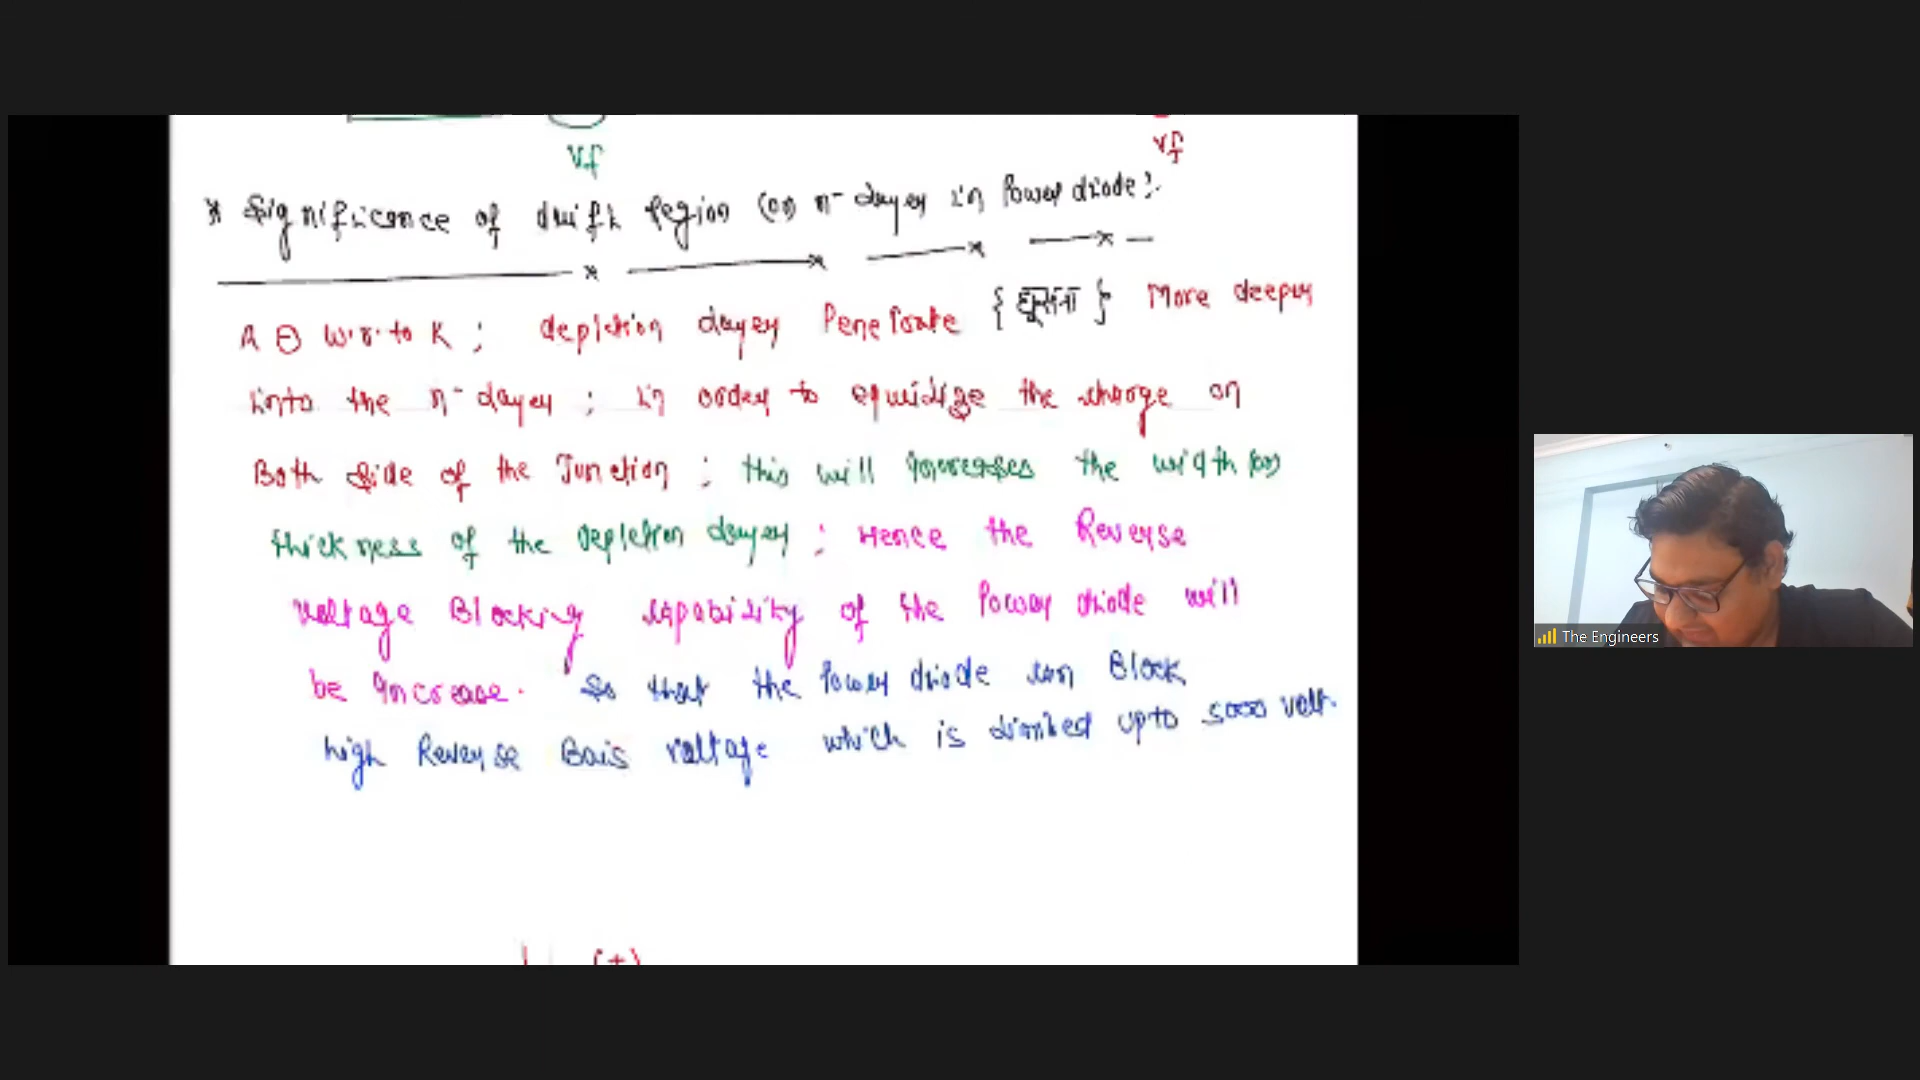 Vf
Vf
* Significance of drift region (or) n⁻ layer in Power diode :-
A ⊖ w.r.to K ; depletion layer Penetrate { घुसना } More deeper
into the n⁻ layer ; in order to equilize the charge on
Both side of the Junction ; this will Increases the width (or)
thickness of the depletion layer ; Hence the Reverse
Voltage Blocking capability of the Power diode will
be Increase. So that the Power diode can Block
high Reverse Bais voltage which is limited upto 5000 volt.
(+)
The Engineers